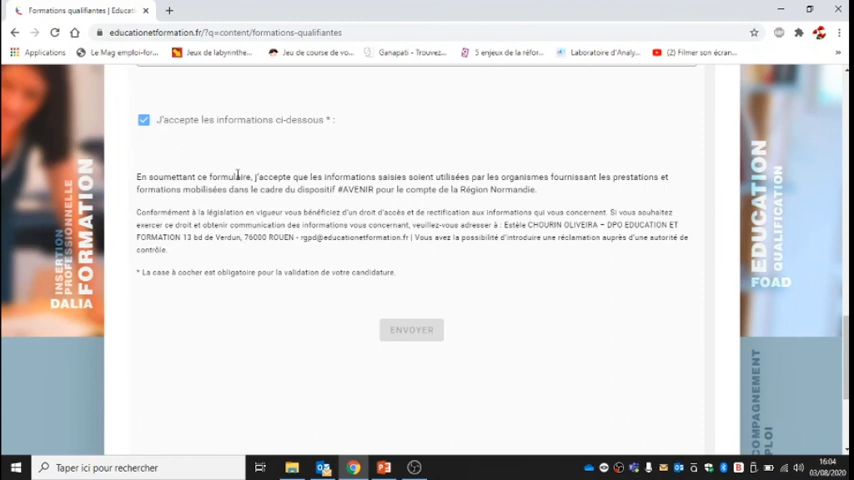 Formations qualifiantes | Educati
educationetformation.fr/?q=content/formations-qualifiantes
Applications
Le Mag emploi-for...
Jeux de labyrinthe...
Jeu de course de vo...
Ganapati - Trouvez...
5 enjeux de la réfor...
Laboratoire d'Analy...
(2) Filmer son écran...
J'accepte les informations ci-dessous * :
En soumettant ce formulaire, j'accepte que les informations saisies soient utilisées par les organismes fournissant les prestations et
formations mobilisées dans le cadre du dispositif #AVENIR pour le compte de la Région Normandie.
Conformément à la législation en vigueur vous bénéficiez d'un droit d'accès et de rectification aux informations qui vous concernent. Si vous souhaitez
exercer ce droit et obtenir communication des informations vous concernant, veuillez-vous adresser à : Estèle CHOURIN OLIVEIRA – DPO EDUCATION ET
FORMATION 13 bd de Verdun, 76000 ROUEN - rgpd@educationetformation.fr | Vous avez la possibilité d'introduire une réclamation auprès d'une autorité de
contrôle.
* La case à cocher est obligatoire pour la validation de votre candidature.
ENVOYER
INSERTION
PROFESSIONNELLE
FORMATION
DALIA
EDUCATION
QUALIFICATION
FOAD
COMPAGNEMENT
PLOI
Taper ici pour rechercher
16:04
03/08/2020